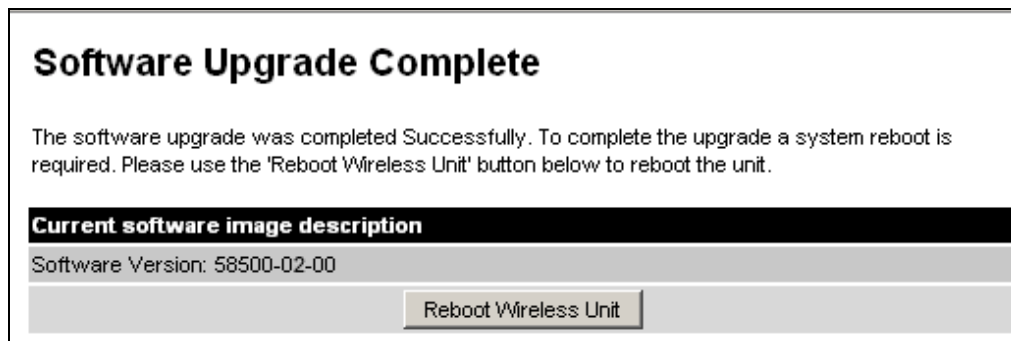 Software Upgrade Complete
The software upgrade was completed Successfully. To complete the upgrade a system reboot is
required. Please use the 'Reboot Wireless Unit' button below to reboot the unit.
Current software image description
Software Version: 58500-02-00
Reboot Wireless Unit